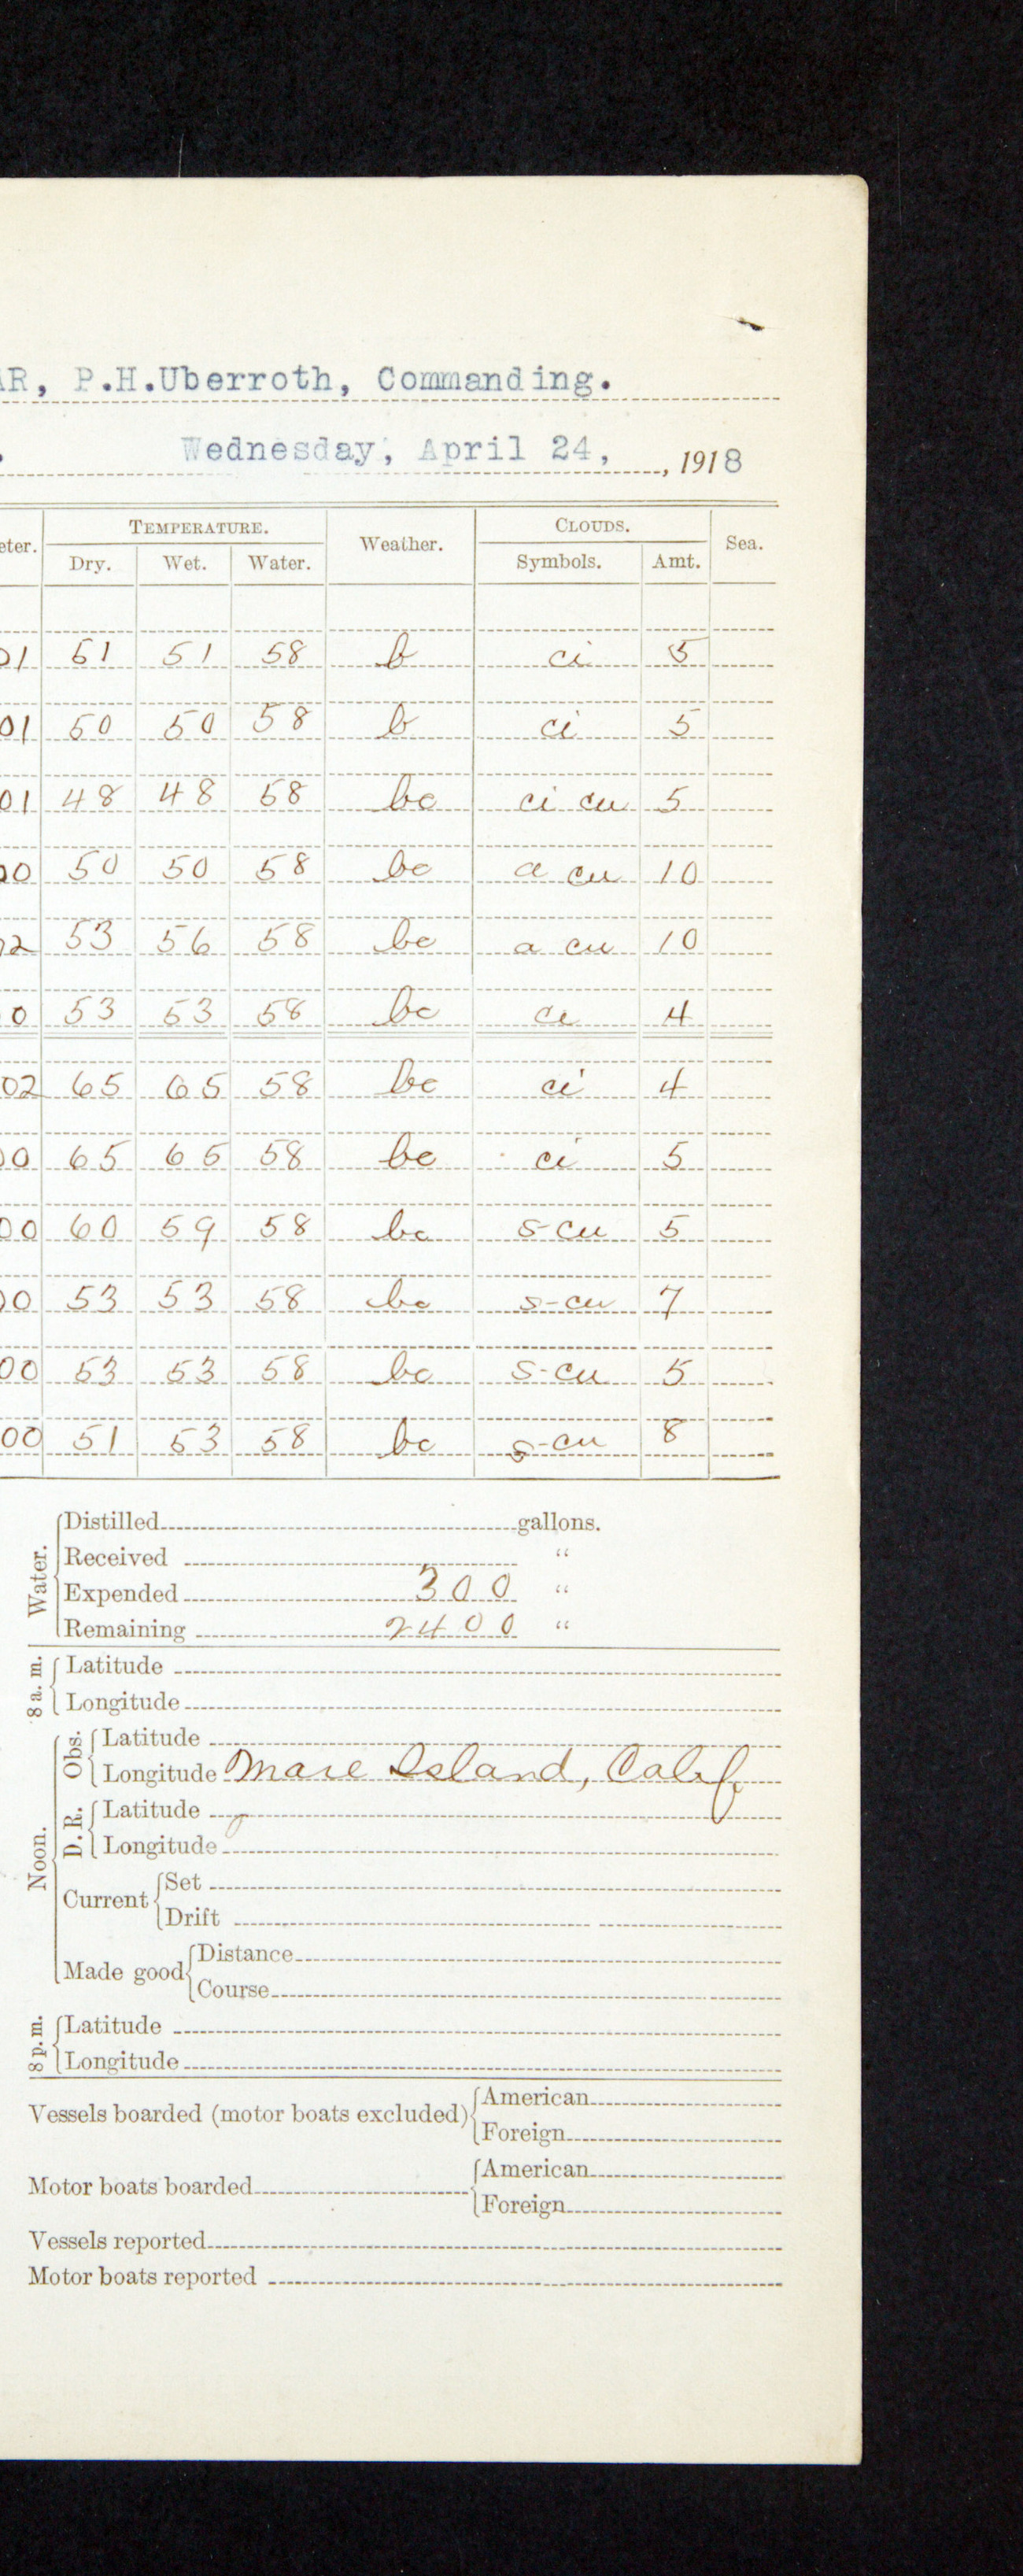 AR, P.H.Uberroth, Commanding.
. Wednesday, April 24, , 1918
eter. TEMPERATURE. Weather. CLOUDS. Sea.
Dry. Wet. Water. Symbols. Amt.
01 51 51 58 b ci 5
01 50 50 58 b ci 5
01 48 48 58 bc ci cu 5
00 50 50 58 bc a cu 10
02 53 56 58 bc a cu 10
0 53 53 58 bc ci 4
02 65 65 58 bc ci 4
00 65 65 58 bc ci 5
00 60 59 58 bc s-cu 5
00 53 53 58 bc s-cu 7
00 53 53 58 bc s-cu 5
00 51 53 58 bc s-cu 8
Water.
Distilled gallons.
Received "
Expended 300 "
Remaining 2400 "
8 a. m.
Latitude
Longitude
Noon.
Obs.
Latitude
Longitude Mare Island, Calif.
D. R.
Latitude
Longitude
Current
Set
Drift
Made good
Distance
Course
8 p. m.
Latitude
Longitude
Vessels boarded (motor boats excluded)
American
Foreign
Motor boats boarded
American
Foreign
Vessels reported
Motor boats reported